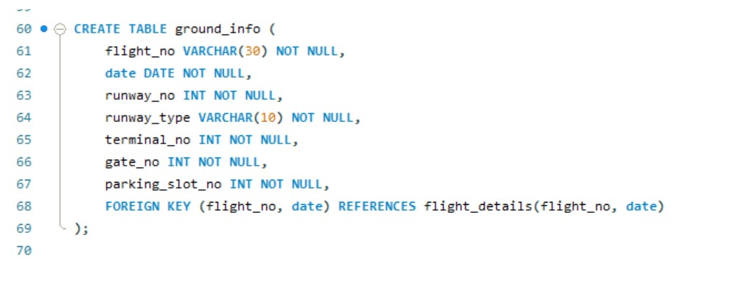 60 CREATE TABLE ground_info (
61 flight_no VARCHAR(30) NOT NULL,
62 date DATE NOT NULL,
63 runway_no INT NOT NULL,
64 runway_type VARCHAR(10) NOT NULL,
65 terminal_no INT NOT NULL,
66 gate_no INT NOT NULL,
67 parking_slot_no INT NOT NULL,
68 FOREIGN KEY (flight_no, date) REFERENCES flight_details(flight_no, date)
69 );
70